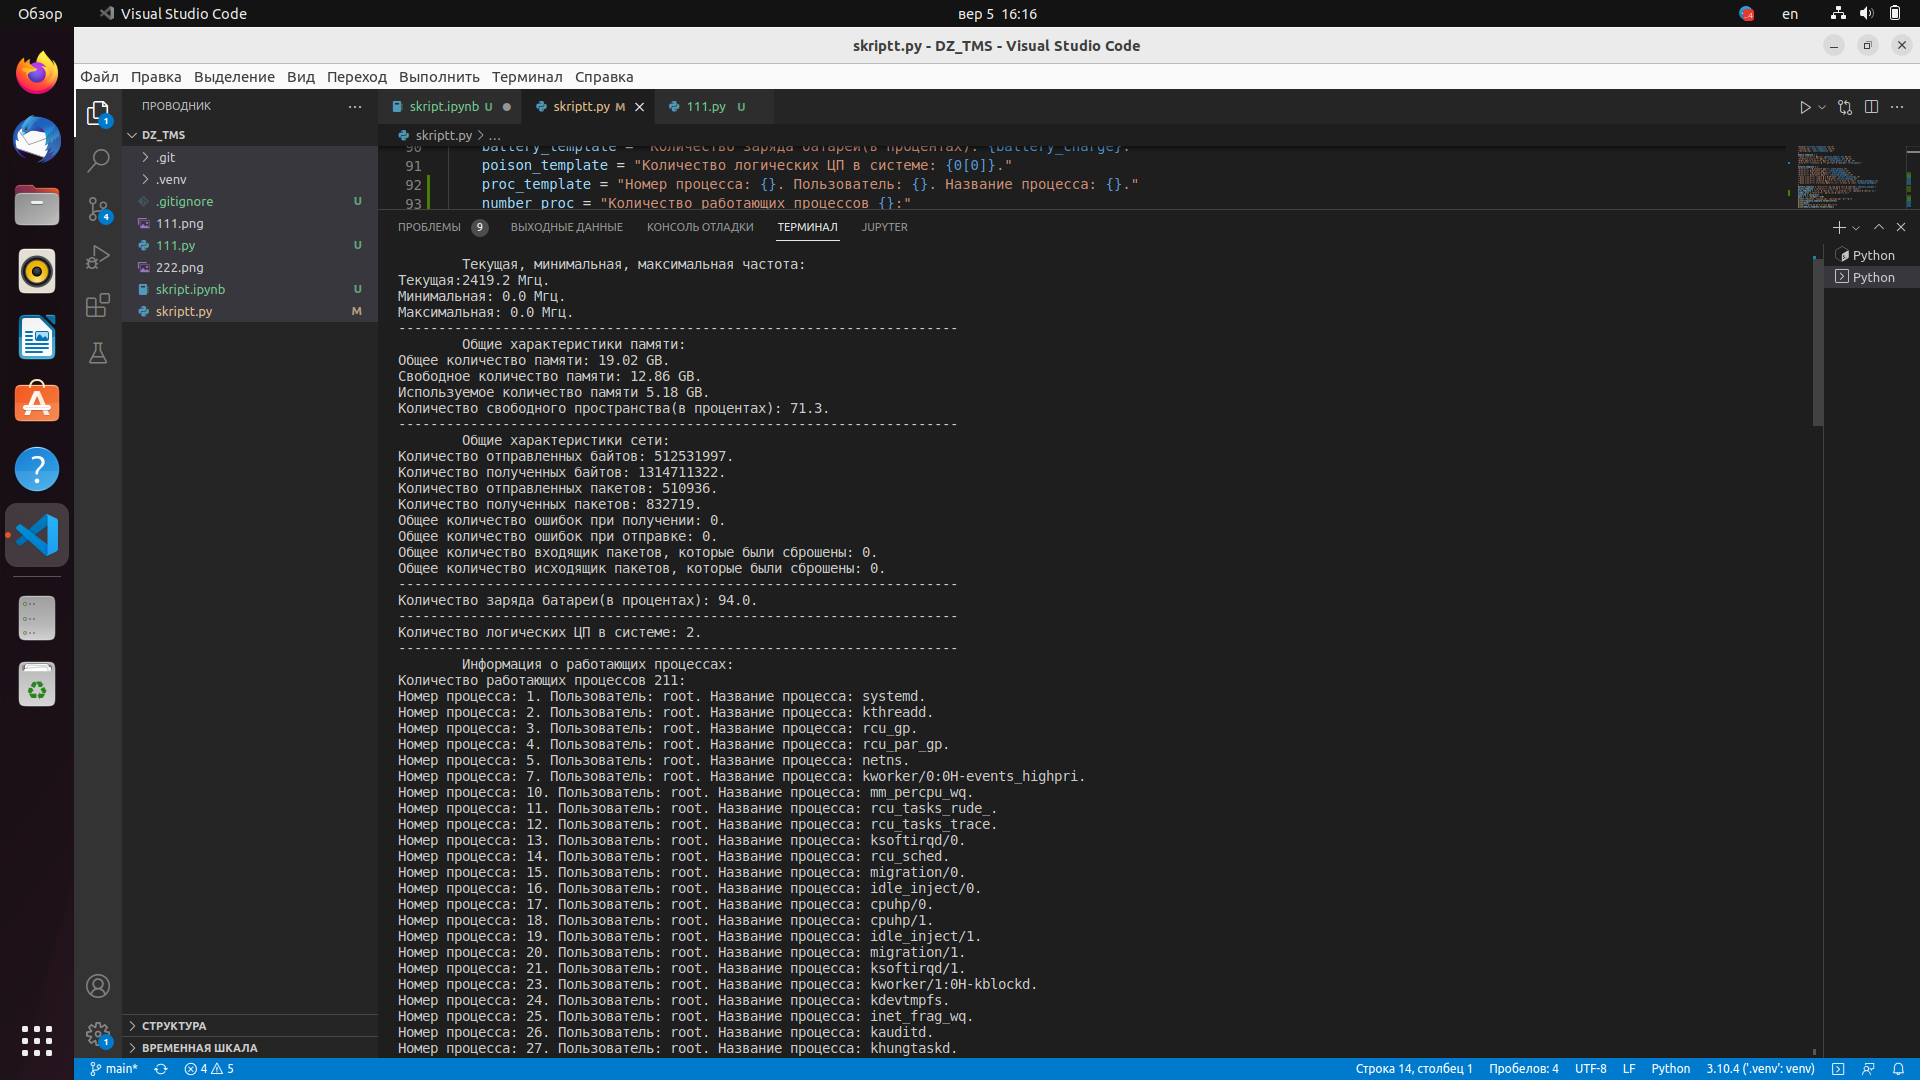 Обзор
Visual Studio Code
вер 5 16:16
en
skriptt.py - DZ_TMS - Visual Studio Code
Файл Правка Выделение Вид Переход Выполнить Терминал Справка
ПРОВОДНИК
skript.ipynb U
skriptt.py M
111.py U
DZ_TMS
.git
.venv
.gitignore U
111.png
111.py U
222.png
skript.ipynb U
skriptt.py M
skriptt.py > ...
90 battery_template = "Количество заряда батареи(в процентах): {battery_charge}."
91 poison_template = "Количество логических ЦП в системе: {0[0]}."
92 proc_template = "Номер процесса: {}. Пользователь: {}. Название процесса: {}."
93 number_proc = "Количество работающих процессов {}:"
ПРОБЛЕМЫ 9 ВЫХОДНЫЕ ДАННЫЕ КОНСОЛЬ ОТЛАДКИ ТЕРМИНАЛ JUPYTER
Python
Python
Текущая, минимальная, максимальная частота:
Текущая:2419.2 Мгц.
Минимальная: 0.0 Мгц.
Максимальная: 0.0 Мгц.
----------------------------------------------------------------------
Общие характеристики памяти:
Общее количество памяти: 19.02 GB.
Свободное количество памяти: 12.86 GB.
Используемое количество памяти 5.18 GB.
Количество свободного пространства(в процентах): 71.3.
----------------------------------------------------------------------
Общие характеристики сети:
Количество отправленных байтов: 512531997.
Количество полученных байтов: 1314711322.
Количество отправленных пакетов: 510936.
Количество полученных пакетов: 832719.
Общее количество ошибок при получении: 0.
Общее количество ошибок при отправке: 0.
Общее количество входящик пакетов, которые были сброшены: 0.
Общее количество исходящик пакетов, которые были сброшены: 0.
----------------------------------------------------------------------
Количество заряда батареи(в процентах): 94.0.
----------------------------------------------------------------------
Количество логических ЦП в системе: 2.
----------------------------------------------------------------------
Информация о работающих процессах:
Количество работающих процессов 211:
Номер процесса: 1. Пользователь: root. Название процесса: systemd.
Номер процесса: 2. Пользователь: root. Название процесса: kthreadd.
Номер процесса: 3. Пользователь: root. Название процесса: rcu_gp.
Номер процесса: 4. Пользователь: root. Название процесса: rcu_par_gp.
Номер процесса: 5. Пользователь: root. Название процесса: netns.
Номер процесса: 7. Пользователь: root. Название процесса: kworker/0:0H-events_highpri.
Номер процесса: 10. Пользователь: root. Название процесса: mm_percpu_wq.
Номер процесса: 11. Пользователь: root. Название процесса: rcu_tasks_rude_.
Номер процесса: 12. Пользователь: root. Название процесса: rcu_tasks_trace.
Номер процесса: 13. Пользователь: root. Название процесса: ksoftirqd/0.
Номер процесса: 14. Пользователь: root. Название процесса: rcu_sched.
Номер процесса: 15. Пользователь: root. Название процесса: migration/0.
Номер процесса: 16. Пользователь: root. Название процесса: idle_inject/0.
Номер процесса: 17. Пользователь: root. Название процесса: cpuhp/0.
Номер процесса: 18. Пользователь: root. Название процесса: cpuhp/1.
Номер процесса: 19. Пользователь: root. Название процесса: idle_inject/1.
Номер процесса: 20. Пользователь: root. Название процесса: migration/1.
Номер процесса: 21. Пользователь: root. Название процесса: ksoftirqd/1.
Номер процесса: 23. Пользователь: root. Название процесса: kworker/1:0H-kblockd.
Номер процесса: 24. Пользователь: root. Название процесса: kdevtmpfs.
Номер процесса: 25. Пользователь: root. Название процесса: inet_frag_wq.
Номер процесса: 26. Пользователь: root. Название процесса: kauditd.
Номер процесса: 27. Пользователь: root. Название процесса: khungtaskd.
СТРУКТУРА
ВРЕМЕННАЯ ШКАЛА
main* 4 5 Строка 14, столбец 1 Пробелов: 4 UTF-8 LF Python 3.10.4 ('.venv': venv)